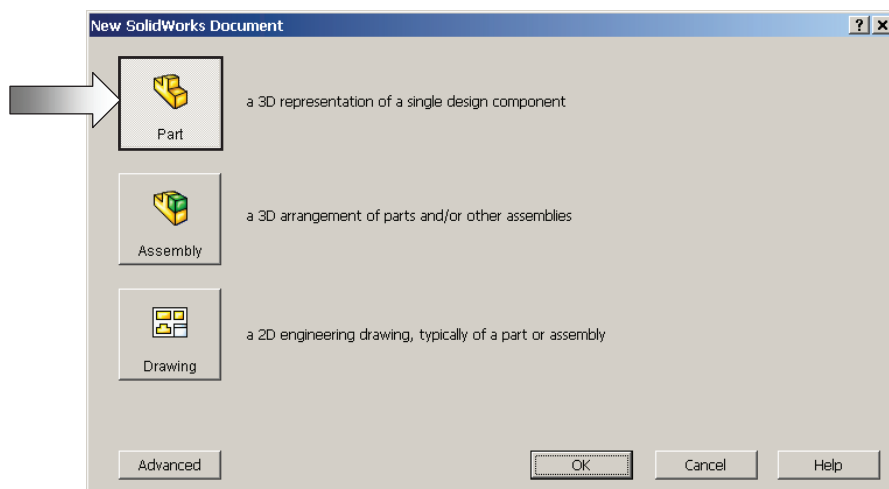 New SolidWorks Document
Part
a 3D representation of a single design component
Assembly
a 3D arrangement of parts and/or other assemblies
Drawing
a 2D engineering drawing, typically of a part or assembly
Advanced
OK
Cancel
Help